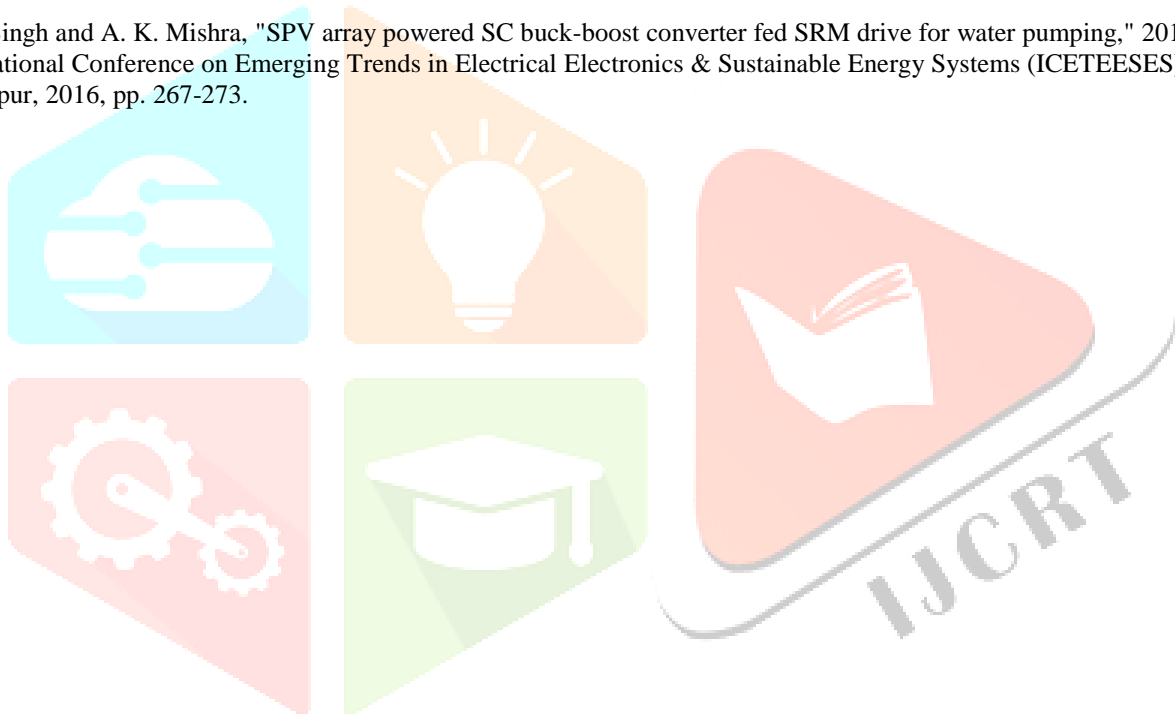 ingh and A. K. Mishra, "SPV array powered SC buck-boost converter fed SRM drive for water pumping," 201
ational Conference on Emerging Trends in Electrical Electronics & Sustainable Energy Systems (ICETEESES)
pur, 2016, pp. 267-273.
IJCRT